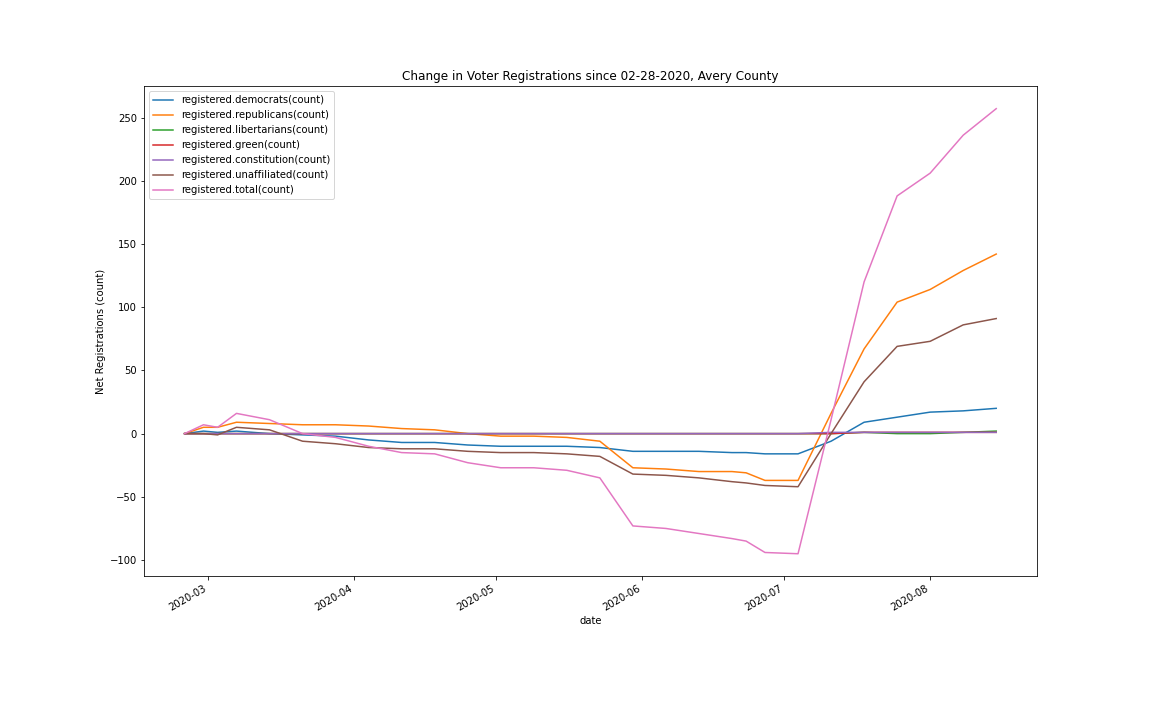 Change in Voter Registrations since 02-28-2020, Avery County
registered.democrats(count)
registered.republicans(count)
registered.libertarians(count)
registered.green(count)
registered.constitution(count)
registered.unaffiliated(count)
registered.total(count)
250
200
150
100
50
0
−50
−100
Net Registrations (count)
2020-03
2020-04
2020-05
2020-06
2020-07
2020-08
date